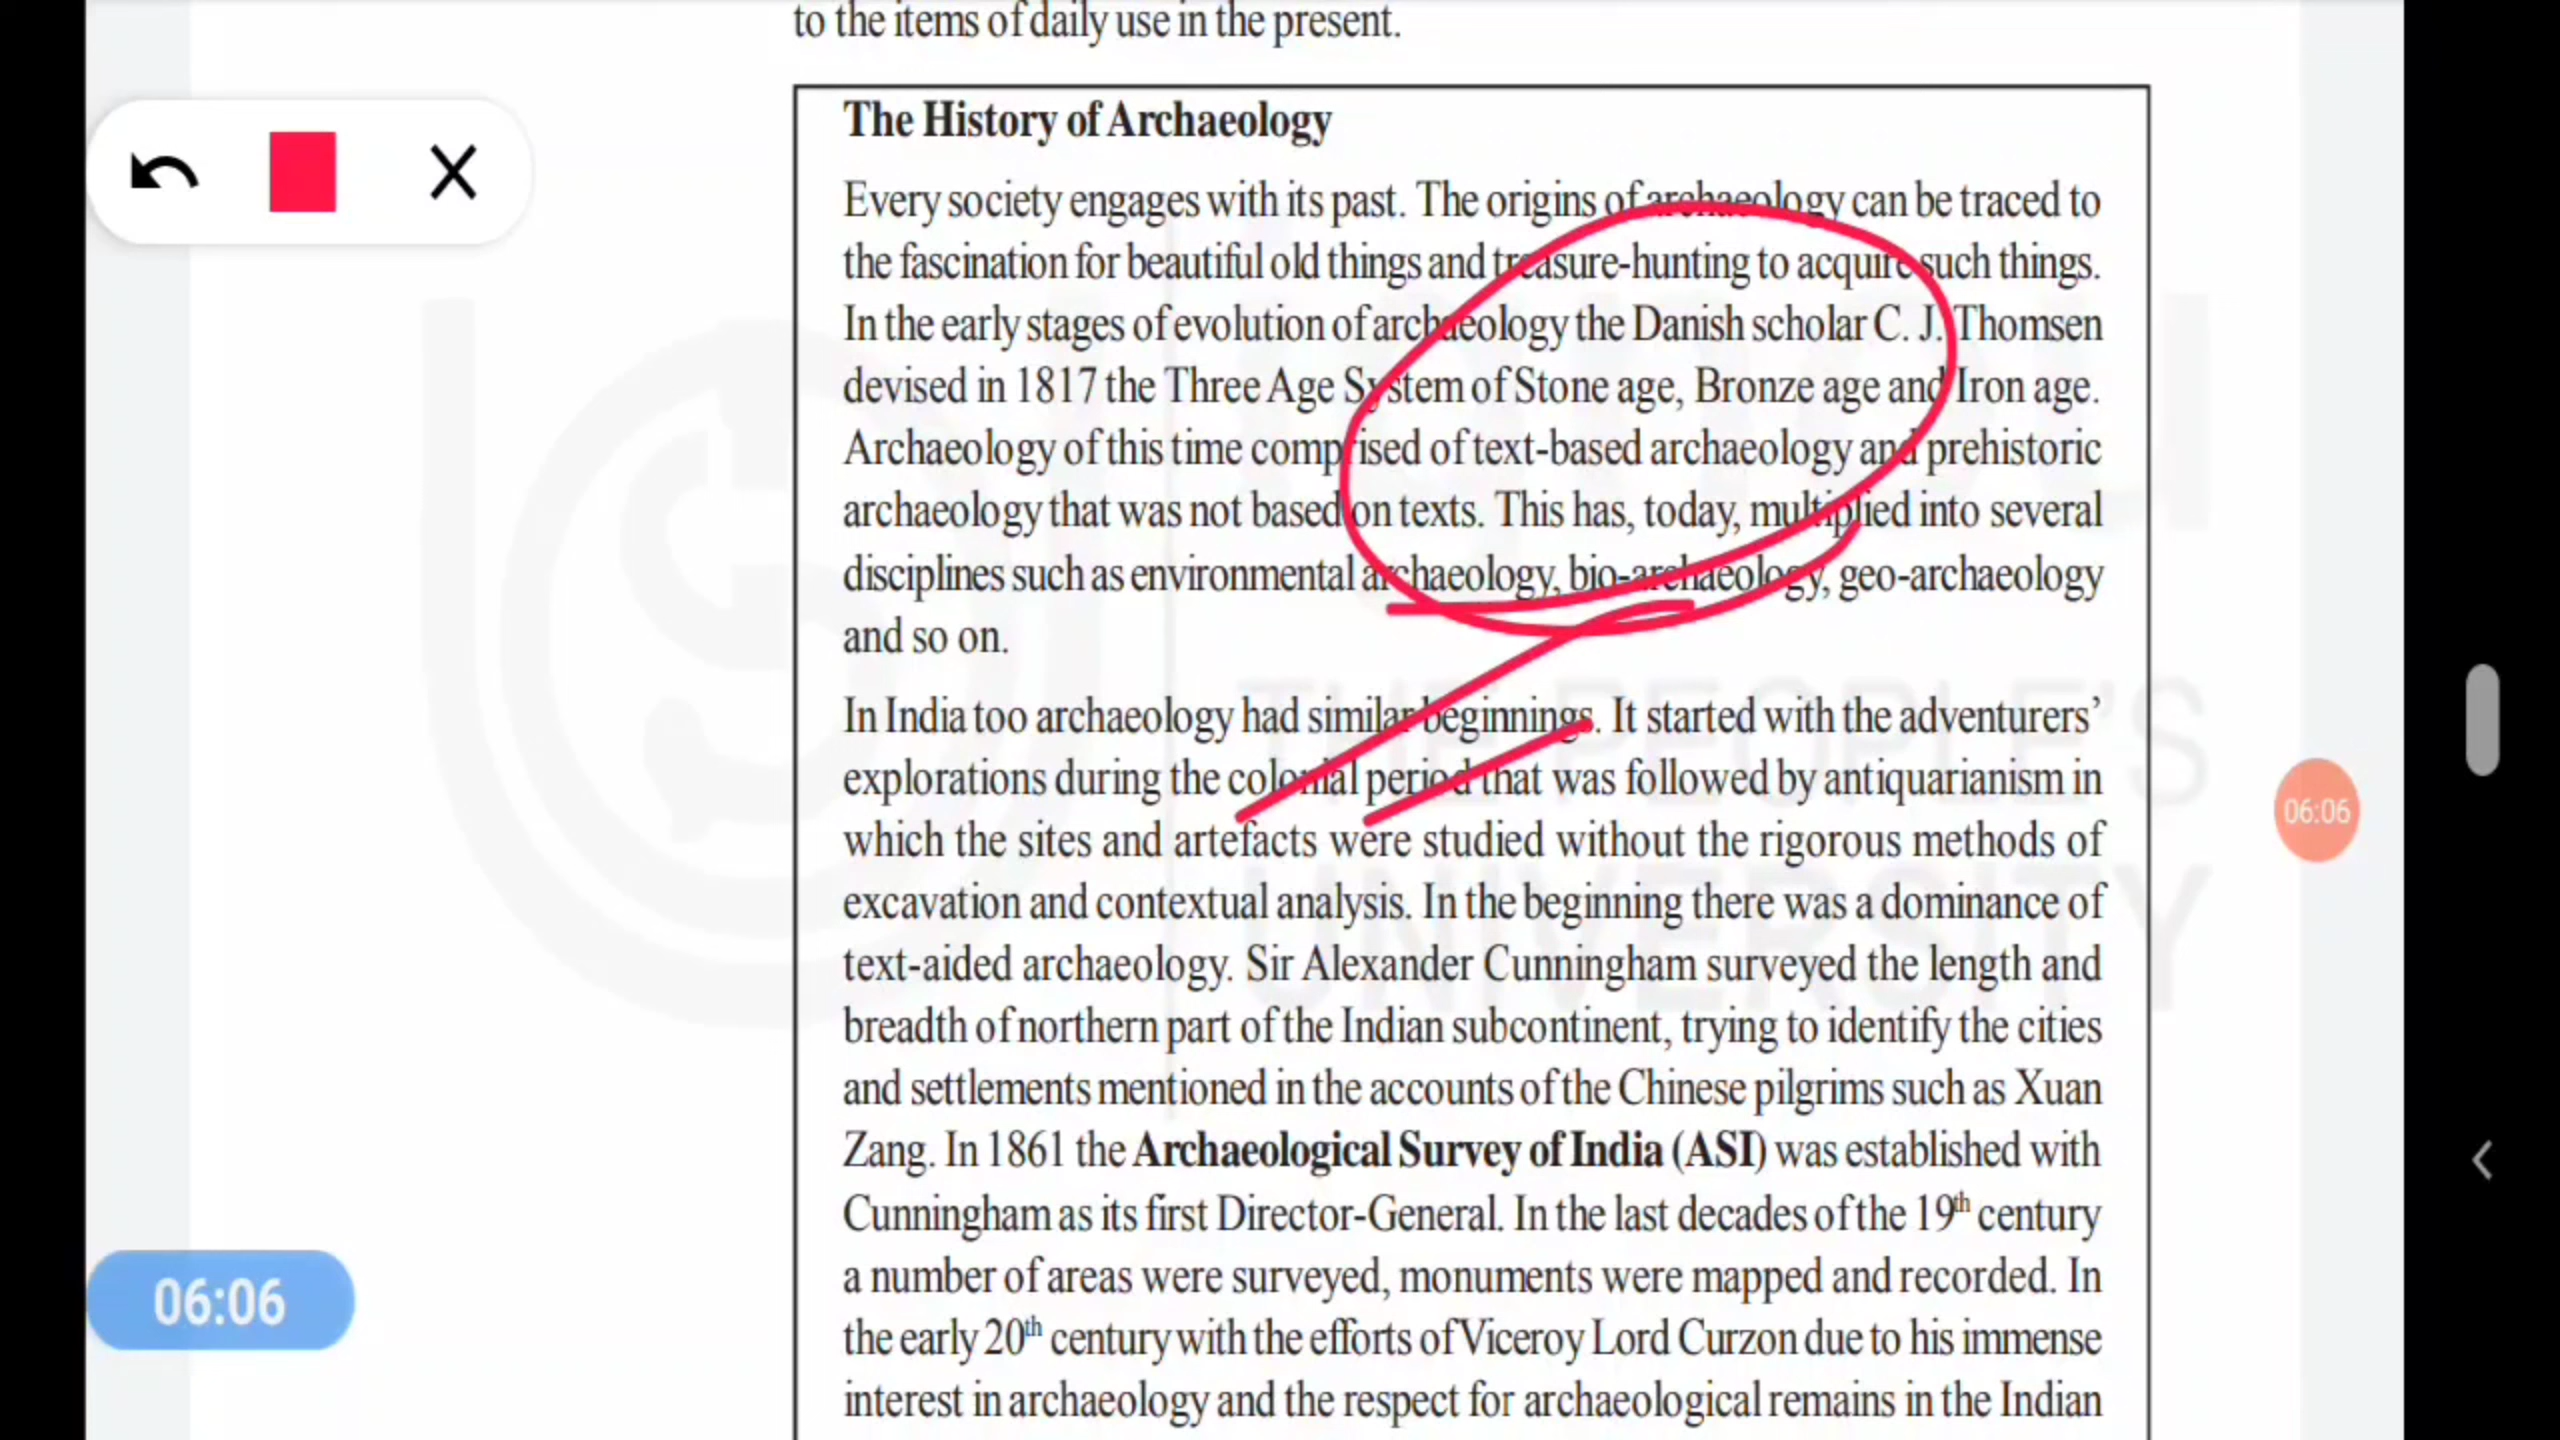 to the items of daily use in the present.
The History of Archaeology
Every society engages with its past. The origins of archaeology can be traced to
the fascination for beautiful old things and treasure-hunting to acquire such things.
In the early stages of evolution of archaeology the Danish scholar C. J. Thomsen
devised in 1817 the Three Age System of Stone age, Bronze age and Iron age.
Archaeology of this time comprised of text-based archaeology and prehistoric
archaeology that was not based on texts. This has, today, multiplied into several
disciplines such as environmental archaeology, bio-archaeology, geo-archaeology
and so on.
In India too archaeology had similar beginnings. It started with the adventurers’
explorations during the colonial period that was followed by antiquarianism in
which the sites and artefacts were studied without the rigorous methods of
excavation and contextual analysis. In the beginning there was a dominance of
text-aided archaeology. Sir Alexander Cunningham surveyed the length and
breadth of northern part of the Indian subcontinent, trying to identify the cities
and settlements mentioned in the accounts of the Chinese pilgrims such as Xuan
Zang. In 1861 the Archaeological Survey of India (ASI) was established with
Cunningham as its first Director-General. In the last decades of the 19th century
a number of areas were surveyed, monuments were mapped and recorded. In
the early 20th century with the efforts of Viceroy Lord Curzon due to his immense
interest in archaeology and the respect for archaeological remains in the Indian
06:06
06:06
THE PEOPLE'S
UNIVERSITY